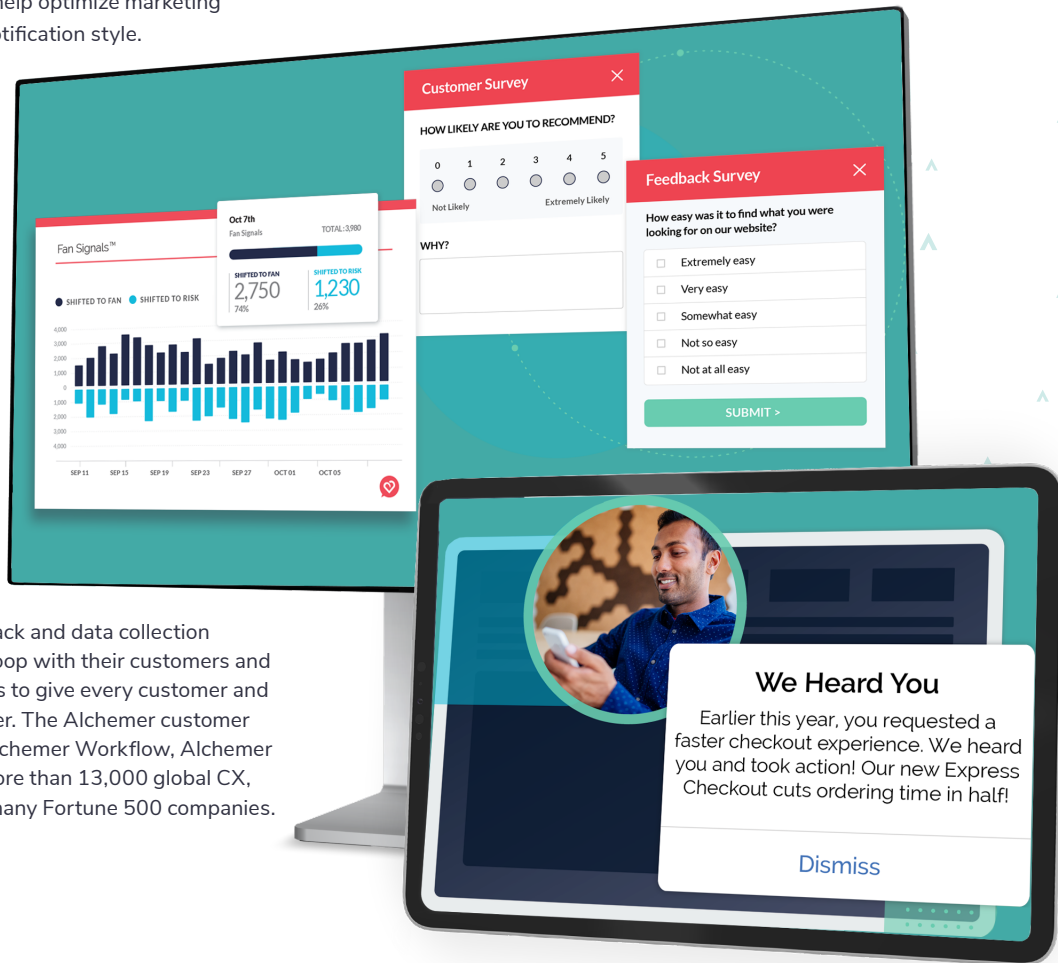 help optimize marketing
otification style.
Customer Survey
HOW LIKELY ARE YOU TO RECOMMEND?
0 1 2 3 4 5
Not Likely Extremely Likely
WHY?
Feedback Survey
How easy was it to find what you were
looking for on our website?
Extremely easy
Very easy
Somewhat easy
Not so easy
Not at all easy
SUBMIT >
Oct 7th
Fan Signals TOTAL: 3,980
SHIFTED TO FAN SHIFTED TO RISK
2,750 1,230
74% 26%
Fan Signals™
SHIFTED TO FAN SHIFTED TO RISK
4,000
3,000
2,000
1,000
0
1,000
2,000
3,000
4,000
SEP 11 SEP 15 SEP 19 SEP 23 SEP 27 OCT 01 OCT 05
ack and data collection
oop with their customers and
s to give every customer and
er. The Alchemer customer
lchemer Workflow, Alchemer
ore than 13,000 global CX,
many Fortune 500 companies.
We Heard You
Earlier this year, you requested a
faster checkout experience. We heard
you and took action! Our new Express
Checkout cuts ordering time in half!
Dismiss